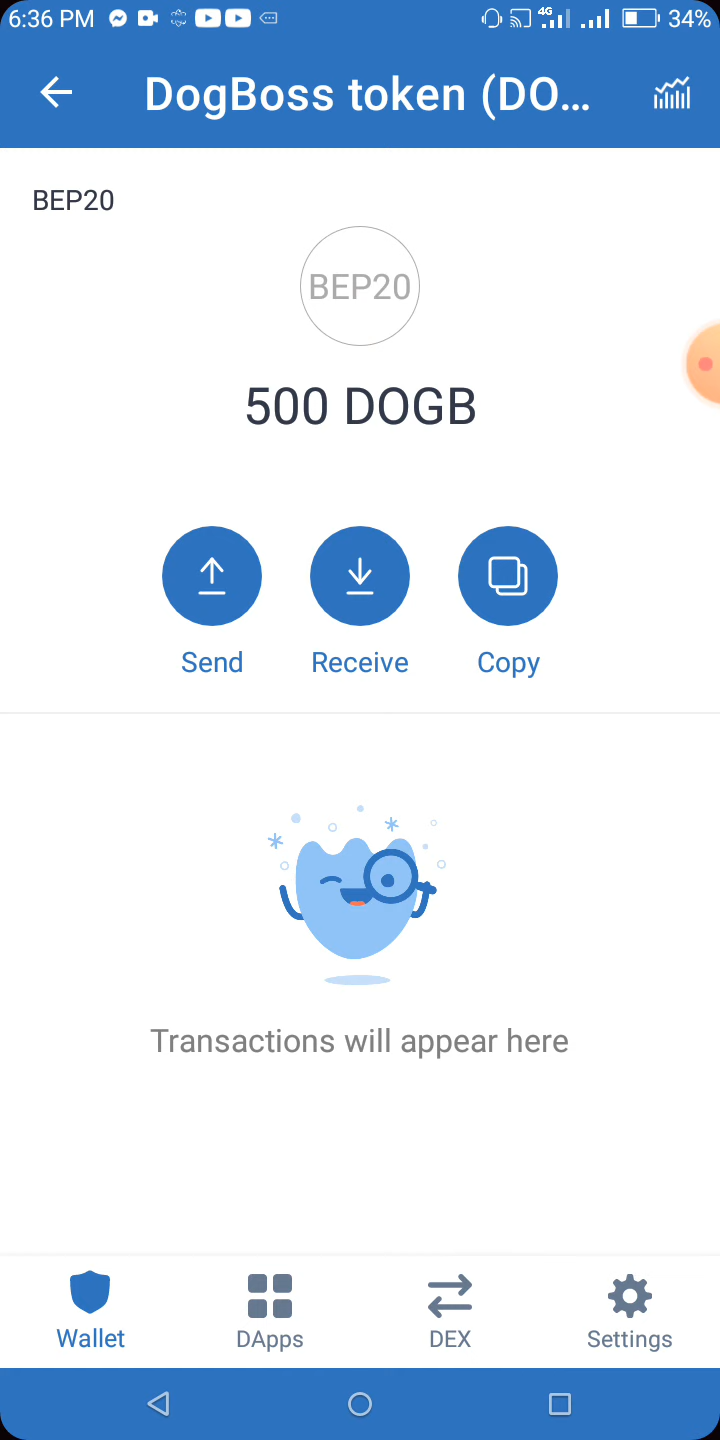 6:36 PM 4G 34%
DogBoss token (DO...
BEP20
BEP20
500 DOGB
Send Receive Copy
Transactions will appear here
Wallet DApps DEX Settings